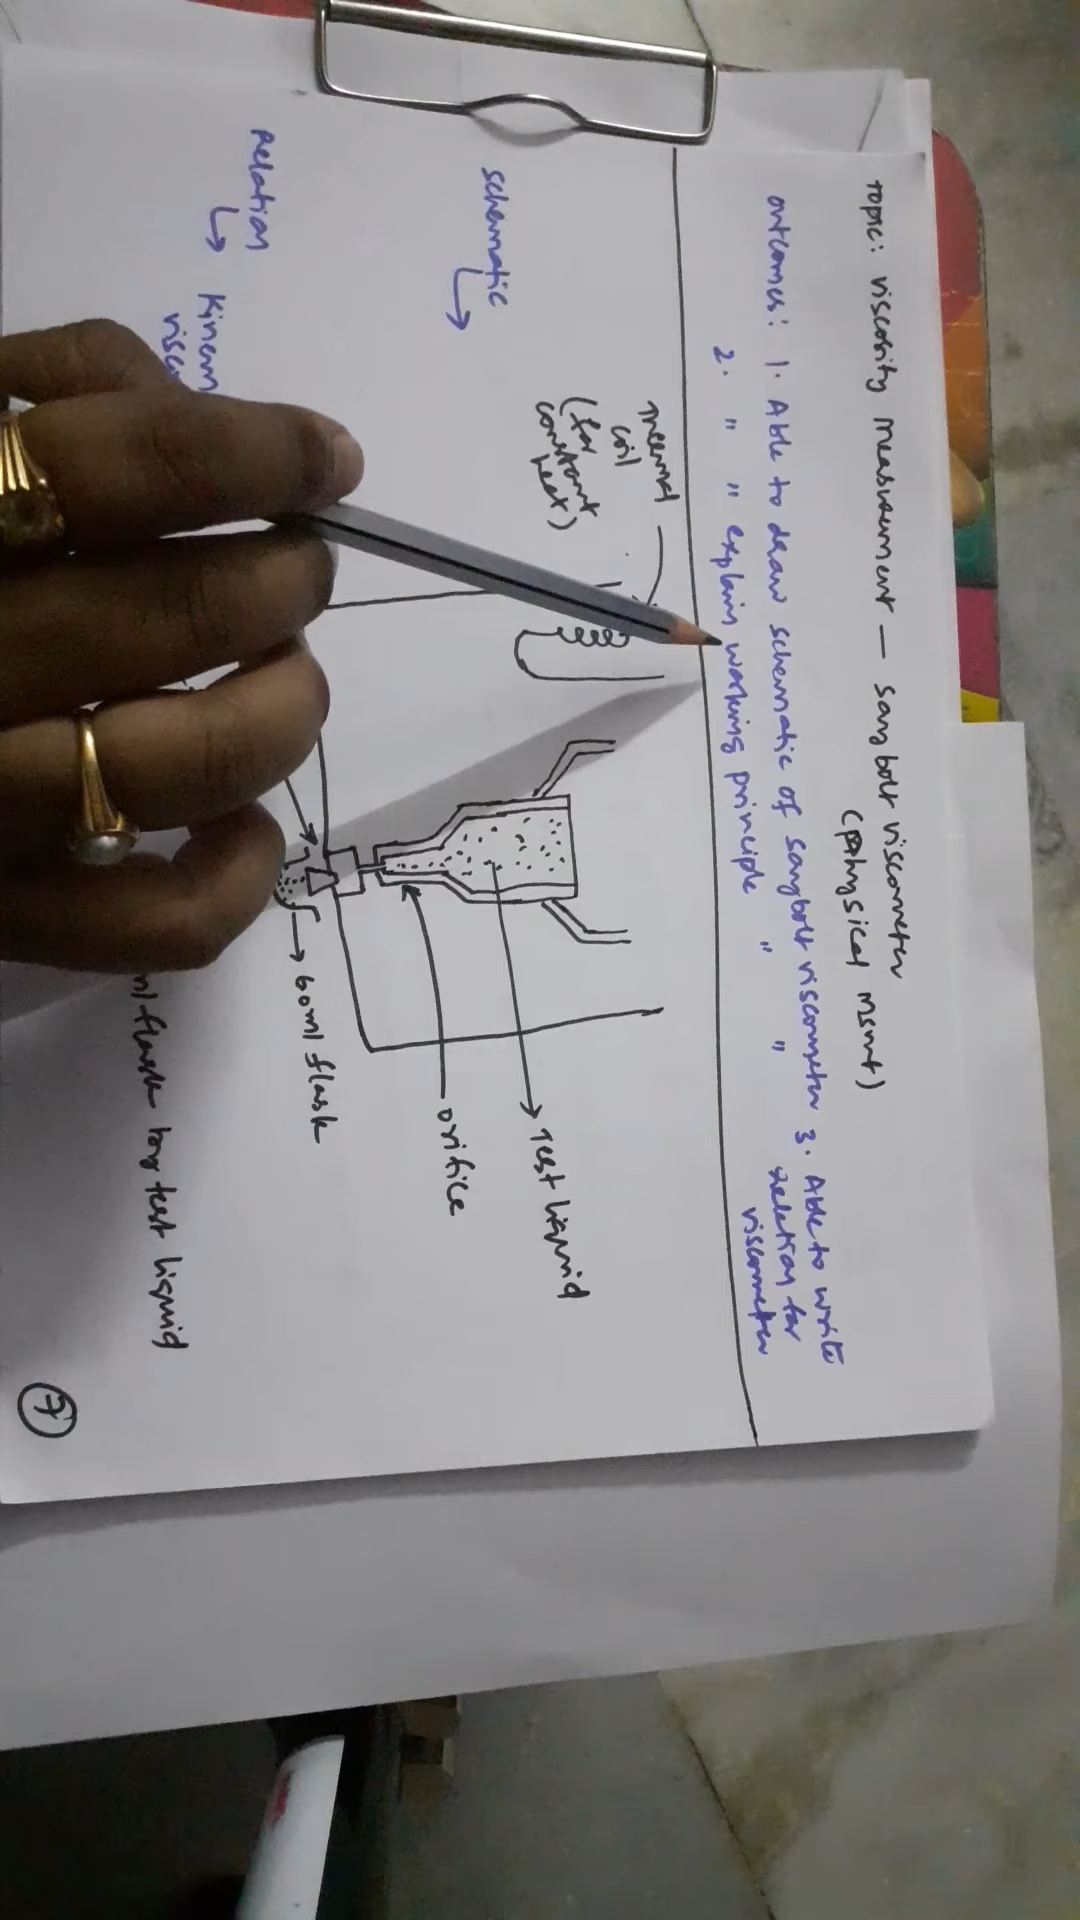 Topic: viscosity measurement — saybolt viscometer
(physical msmt)
outcomes: 1. Able to draw schematic of saybolt viscometer 3. Able to write
relation for
viscometer
2. " " explain working principle " "
schematic
Thermal
coil
(for
constant
heat)
Test liquid
orifice
60ml flask
relation
Kinem
visco
ml flask by test liquid
7